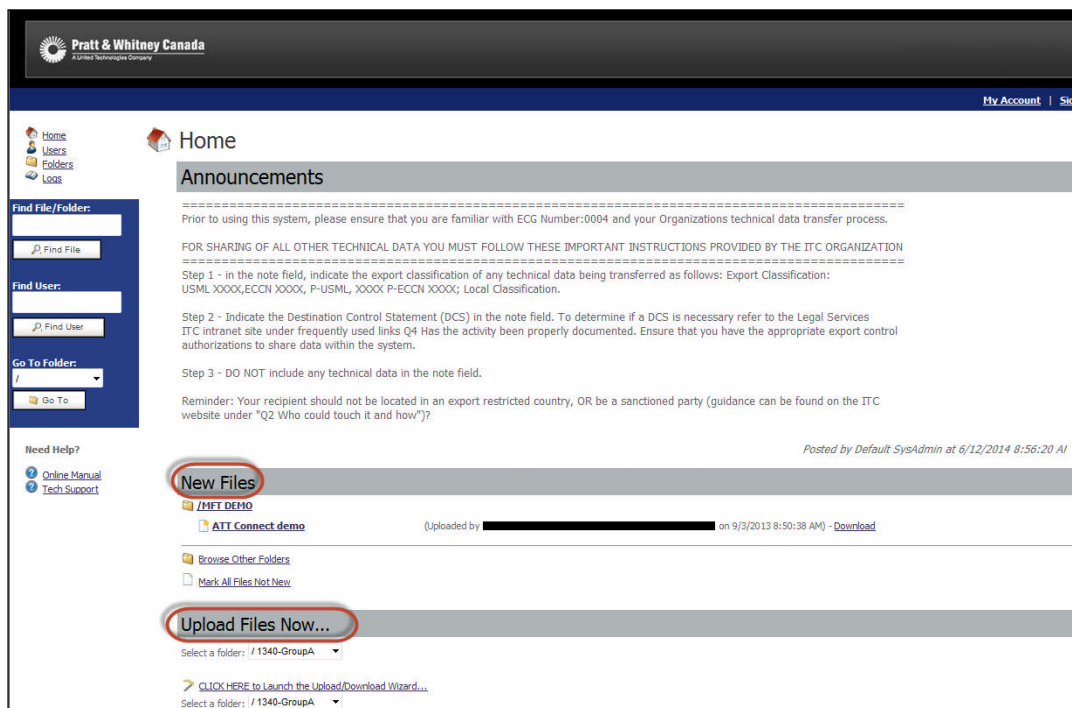 Pratt & Whitney Canada
A United Technologies Company
My Account | Sig
Home
Users
Folders
Logs
Find File/Folder:
Find File
Find User:
Find User
Go To Folder:
/
Go To
Need Help?
Online Manual
Tech Support
Home
Announcements
=============================================================================================
Prior to using this system, please ensure that you are familiar with ECG Number:0004 and your Organizations technical data transfer process.
FOR SHARING OF ALL OTHER TECHNICAL DATA YOU MUST FOLLOW THESE IMPORTANT INSTRUCTIONS PROVIDED BY THE ITC ORGANIZATION
=============================================================================================
Step 1 - in the note field, indicate the export classification of any technical data being transferred as follows: Export Classification:
USML XXXX,ECCN XXXX, P-USML, XXXX P-ECCN XXXX; Local Classification.
Step 2 - Indicate the Destination Control Statement (DCS) in the note field. To determine if a DCS is necessary refer to the Legal Services
ITC intranet site under frequently used links Q4 Has the activity been properly documented. Ensure that you have the appropriate export control
authorizations to share data within the system.
Step 3 - DO NOT include any technical data in the note field.
Reminder: Your recipient should not be located in an export restricted country, OR be a sanctioned party (guidance can be found on the ITC
website under "Q2 Who could touch it and how")?
Posted by Default SysAdmin at 6/12/2014 8:56:20 AM
New Files
/MFT DEMO
ATT Connect demo (Uploaded by on 9/3/2013 8:50:38 AM) - Download
Browse Other Folders
Mark All Files Not New
Upload Files Now...
Select a folder: / 1340-GroupA
CLICK HERE to Launch the Upload/Download Wizard...
Select a folder: / 1340-GroupA